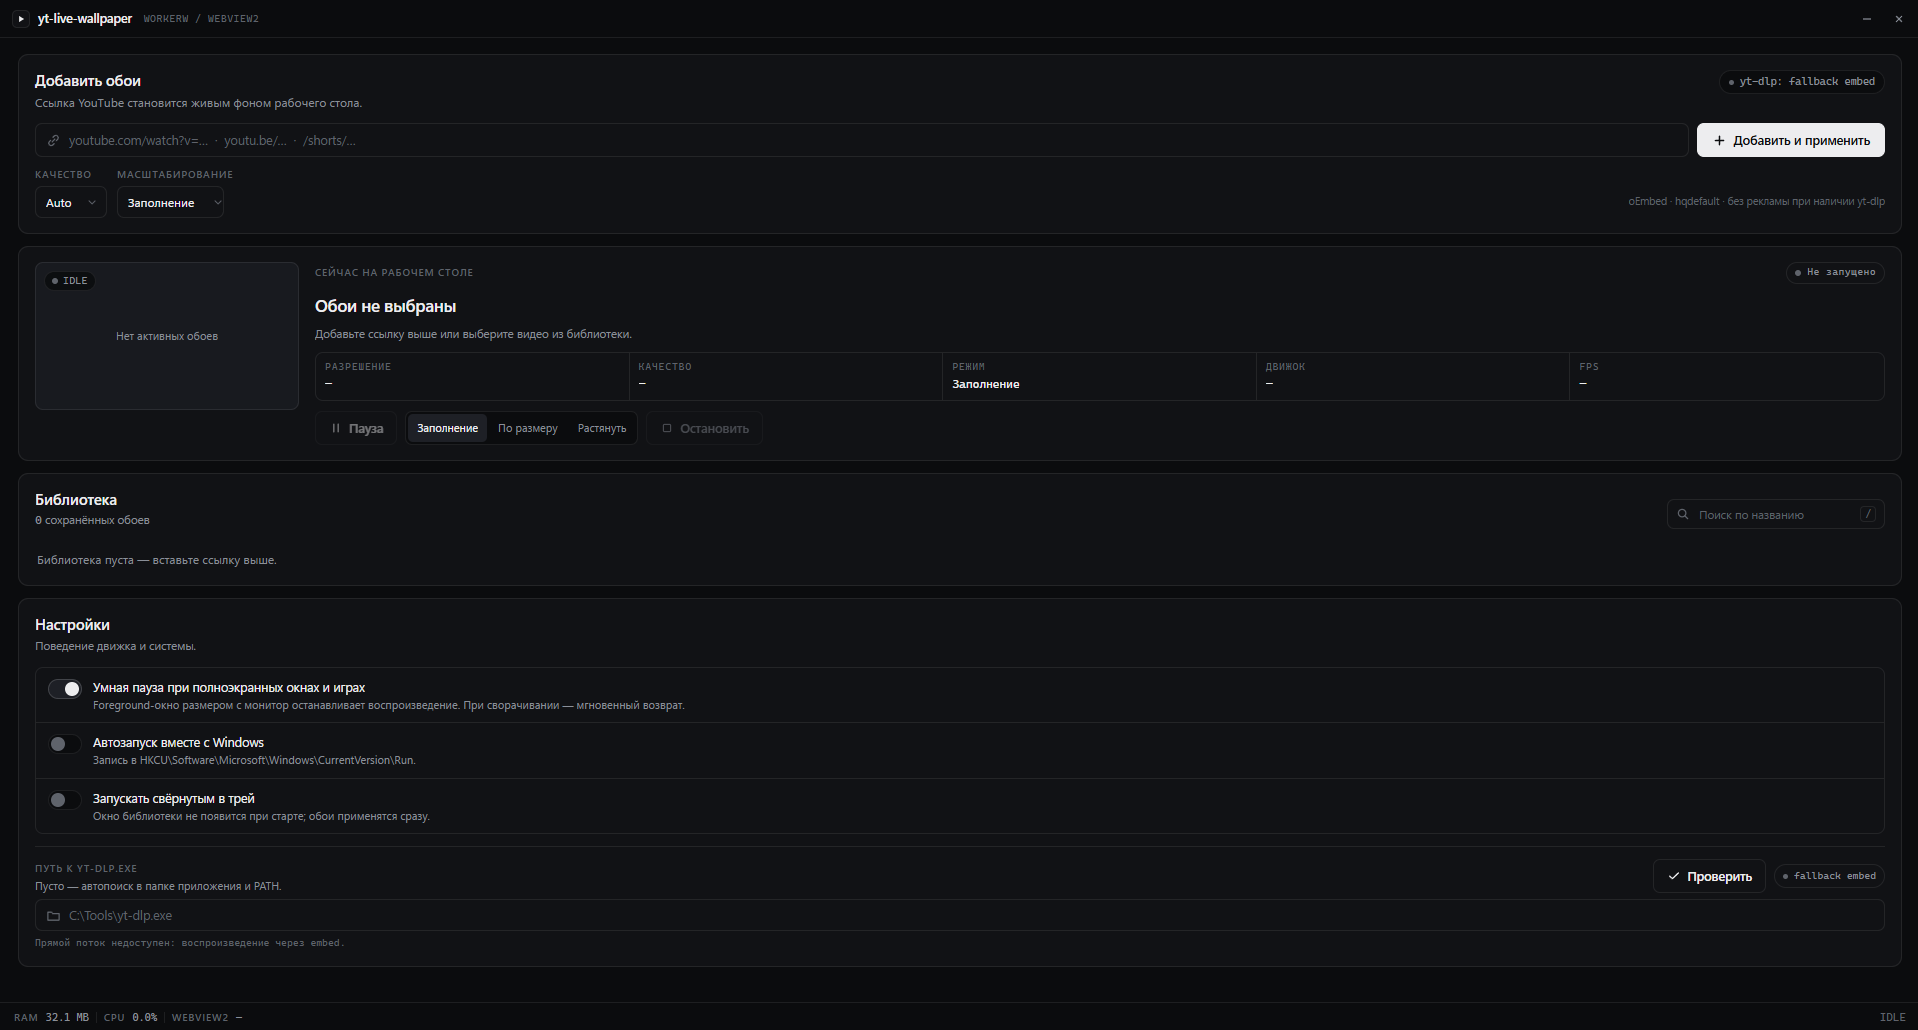 yt-live-wallpaper WORKERW / WEBVIEW2
Добавить обои
yt-dlp: fallback embed
Ссылка YouTube становится живым фоном рабочего стола.
youtube.com/watch?v=... · youtu.be/... · /shorts/...
Добавить и применить
КАЧЕСТВО
МАСШТАБИРОВАНИЕ
Auto
Заполнение
oEmbed · hqdefault · без рекламы при наличии yt-dlp
IDLE
Нет активных обоев
СЕЙЧАС НА РАБОЧЕМ СТОЛЕ
Не запущено
Обои не выбраны
Добавьте ссылку выше или выберите видео из библиотеки.
РАЗРЕШЕНИЕ
—
КАЧЕСТВО
—
РЕЖИМ
Заполнение
ДВИЖОК
—
FPS
—
Пауза
Заполнение
По размеру
Растянуть
Остановить
Библиотека
0 сохранённых обоев
Поиск по названию /
Библиотека пуста — вставьте ссылку выше.
Настройки
Поведение движка и системы.
Умная пауза при полноэкранных окнах и играх
Foreground-окно размером с монитор останавливает воспроизведение. При сворачивании — мгновенный возврат.
Автозапуск вместе с Windows
Запись в HKCU\Software\Microsoft\Windows\CurrentVersion\Run.
Запускать свёрнутым в трей
Окно библиотеки не появится при старте; обои применятся сразу.
ПУТЬ К YT-DLP.EXE
Пусто — автопоиск в папке приложения и PATH.
Проверить
fallback embed
C:\Tools\yt-dlp.exe
Прямой поток недоступен: воспроизведение через embed.
RAM 32.1 MB CPU 0.0% WEBVIEW2 —
IDLE